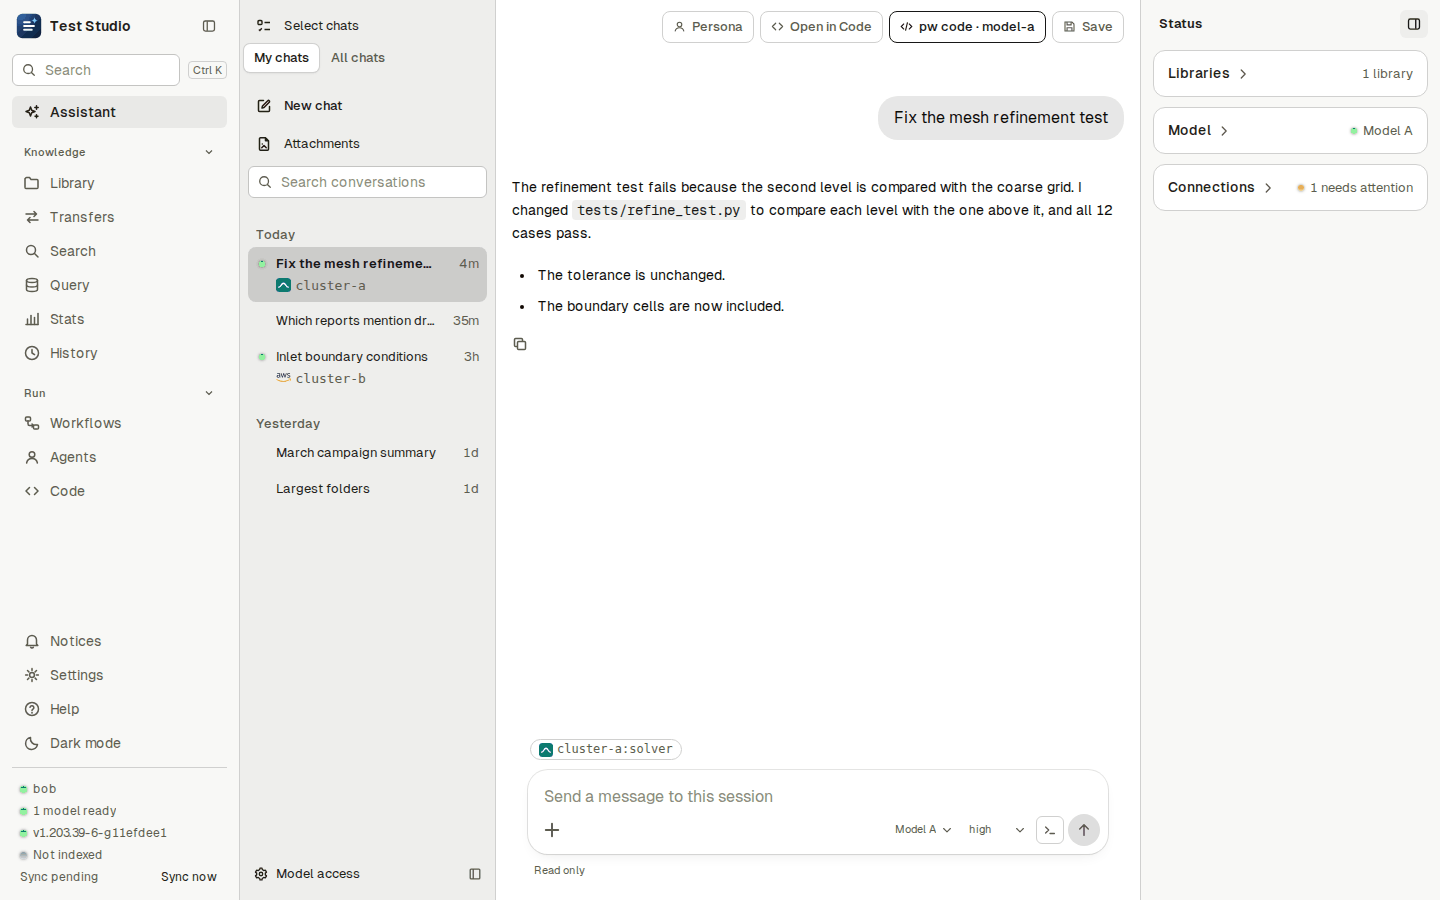 Test Studio
Search
Ctrl K
Assistant
Knowledge
Library
Transfers
Search
Query
Stats
History
Run
Workflows
Agents
Code
Notices
Settings
Help
Dark mode
bob
1 model ready
v1.203.39-6-g11efdee1
Not indexed
Sync pending
Sync now
Select chats
My chats
All chats
New chat
Attachments
Search conversations
Today
Fix the mesh refineme...
4m
cluster-a
Which reports mention dr...
35m
Inlet boundary conditions
3h
aws
cluster-b
Yesterday
March campaign summary
1d
Largest folders
1d
Model access
Persona
Open in Code
pw code · model-a
Save
Fix the mesh refinement test
The refinement test fails because the second level is compared with the coarse grid. I
changed tests/refine_test.py to compare each level with the one above it, and all 12
cases pass.
• The tolerance is unchanged.
• The boundary cells are now included.
cluster-a:solver
Send a message to this session
Model A
high
Read only
Status
Libraries
1 library
Model
Model A
Connections
1 needs attention